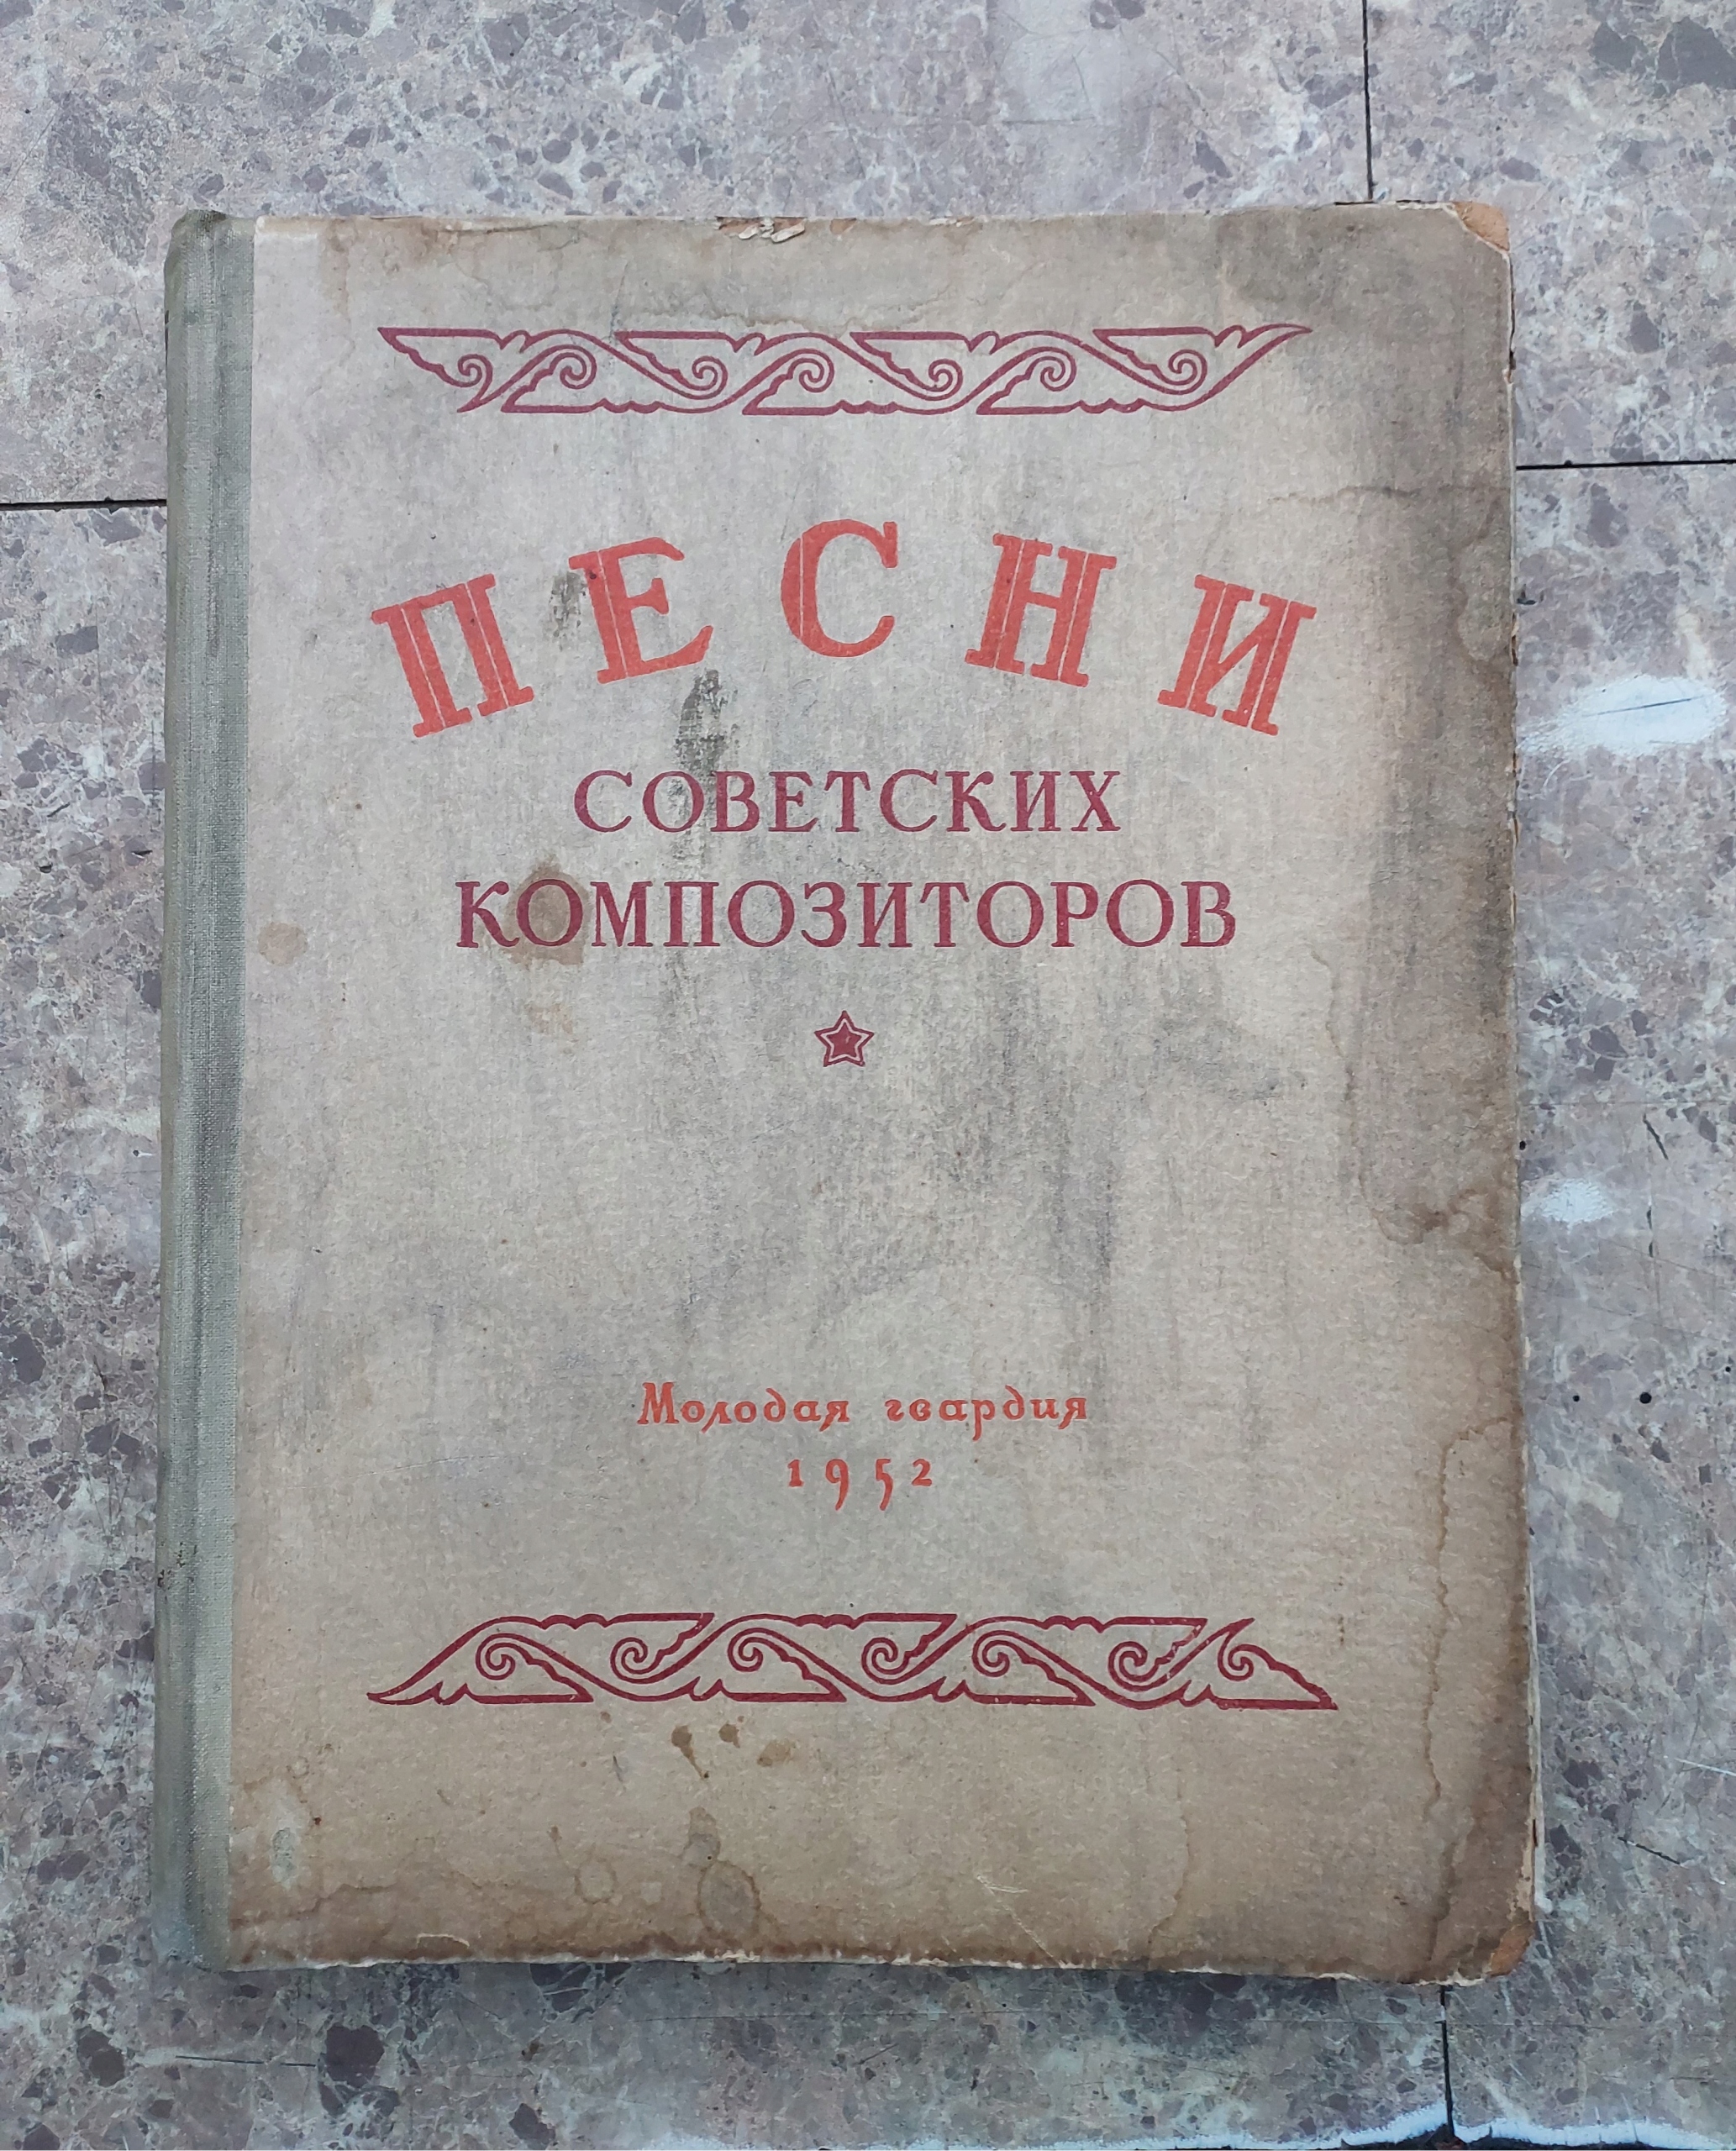 ПЕСНИ
СОВЕТСКИХ
КОМПОЗИТОРОВ
Молодая гвардия
1952